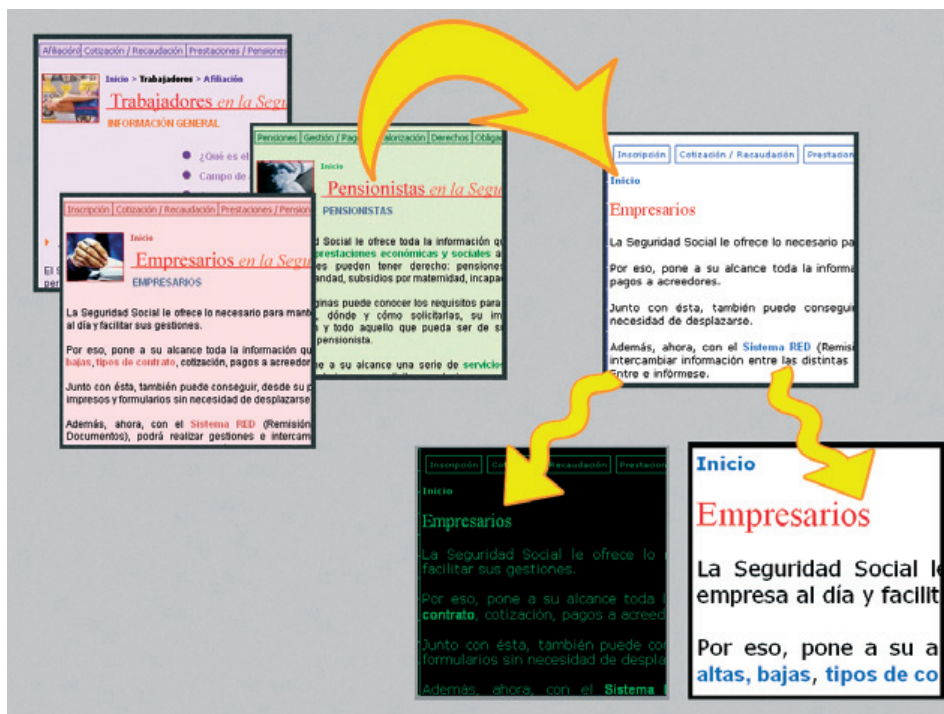 Afiliación Cotización / Recaudación Prestaciones / Pensiones
Inicio > Trabajadores > Afiliación
Trabajadores en la Segu
INFORMACIÓN GENERAL
¿Qué es el
Campo de
Pensiones Gestión / Pag alorización Derechos Obliga
Inicio
Pensionistas en la Segu
PENSIONISTAS
d Social le ofrece toda la información q
prestaciones económicas y sociales a
es pueden tener derecho: pensiones
andad, subsidios por maternidad, incapac
ginas puede conocer los requisitos para
, dónde y cómo solicitarlas, su im
n y todo aquello que pueda ser de s
pensionista.
ne a su alcance una serie de servicio
Inscripción Cotización / Recaudación Prestaciones / Pension
Inicio
Empresarios en la Segu
EMPRESARIOS
La Seguridad Social le ofrece lo necesario para mant
al día y facilitar sus gestiones.
Por eso, pone a su alcance toda la información qu
bajas, tipos de contrato, cotización, pagos a acreedor
Junto con ésta, también puede conseguir, desde su p
impresos y formularios sin necesidad de desplazarse
Además, ahora, con el Sistema RED (Remisión
Documentos), podrá realizar gestiones e intercam
El S
per
Inscripción Cotización / Recaudación Prestacion
Inicio
Empresarios
La Seguridad Social le ofrece lo necesario pa
Por eso, pone a su alcance toda la informa
pagos a acreedores.
Junto con ésta, también puede consegui
necesidad de desplazarse.
Además, ahora, con el Sistema RED (Remisi
intercambiar información entre las distintas
Entre e infórmese.
Inscripción Cot Recaudación Prestacion
Inicio
Empresarios
La Seguridad Social le ofrece lo
facilitar sus gestiones.
Por eso, pone a su alcance toda
contrato, cotización, pagos a acreed
Junto con ésta, también puede co
formularios sin necesidad de despla
Además, ahora, con el Sistema
Inicio
Empresarios
La Seguridad Social le
empresa al día y facilit
Por eso, pone a su a
altas, bajas, tipos de co